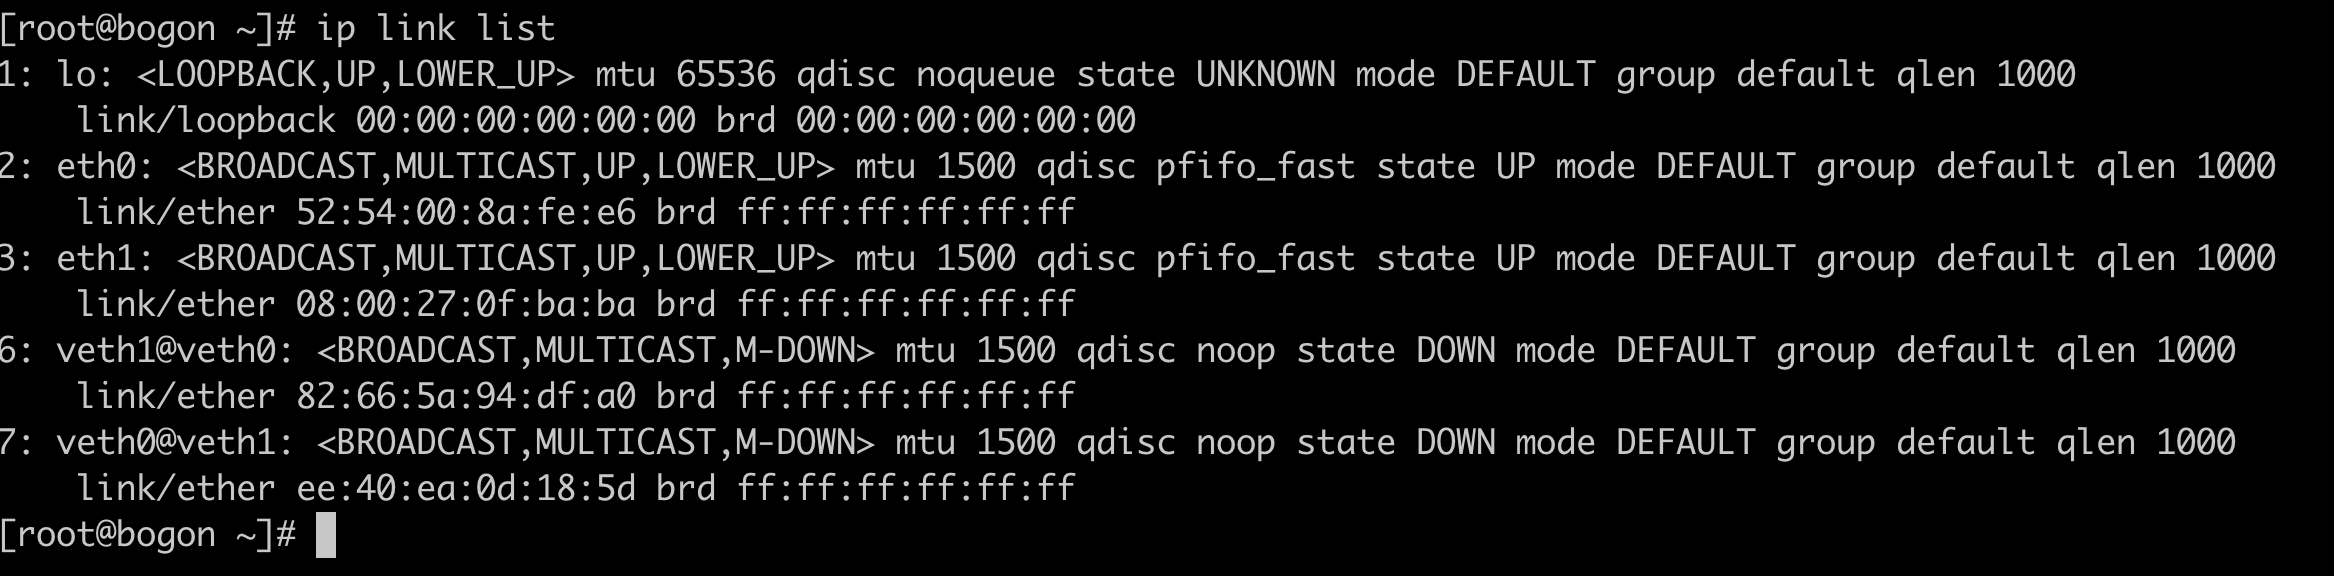 [root@bogon ~]# ip link list
1: lo: <LOOPBACK,UP,LOWER_UP> mtu 65536 qdisc noqueue state UNKNOWN mode DEFAULT group default qlen 1000
    link/loopback 00:00:00:00:00:00 brd 00:00:00:00:00:00
2: eth0: <BROADCAST,MULTICAST,UP,LOWER_UP> mtu 1500 qdisc pfifo_fast state UP mode DEFAULT group default qlen 1000
    link/ether 52:54:00:8a:fe:e6 brd ff:ff:ff:ff:ff:ff
3: eth1: <BROADCAST,MULTICAST,UP,LOWER_UP> mtu 1500 qdisc pfifo_fast state UP mode DEFAULT group default qlen 1000
    link/ether 08:00:27:0f:ba:ba brd ff:ff:ff:ff:ff:ff
6: veth1@veth0: <BROADCAST,MULTICAST,M-DOWN> mtu 1500 qdisc noop state DOWN mode DEFAULT group default qlen 1000
    link/ether 82:66:5a:94:df:a0 brd ff:ff:ff:ff:ff:ff
7: veth0@veth1: <BROADCAST,MULTICAST,M-DOWN> mtu 1500 qdisc noop state DOWN mode DEFAULT group default qlen 1000
    link/ether ee:40:ea:0d:18:5d brd ff:ff:ff:ff:ff:ff
[root@bogon ~]#